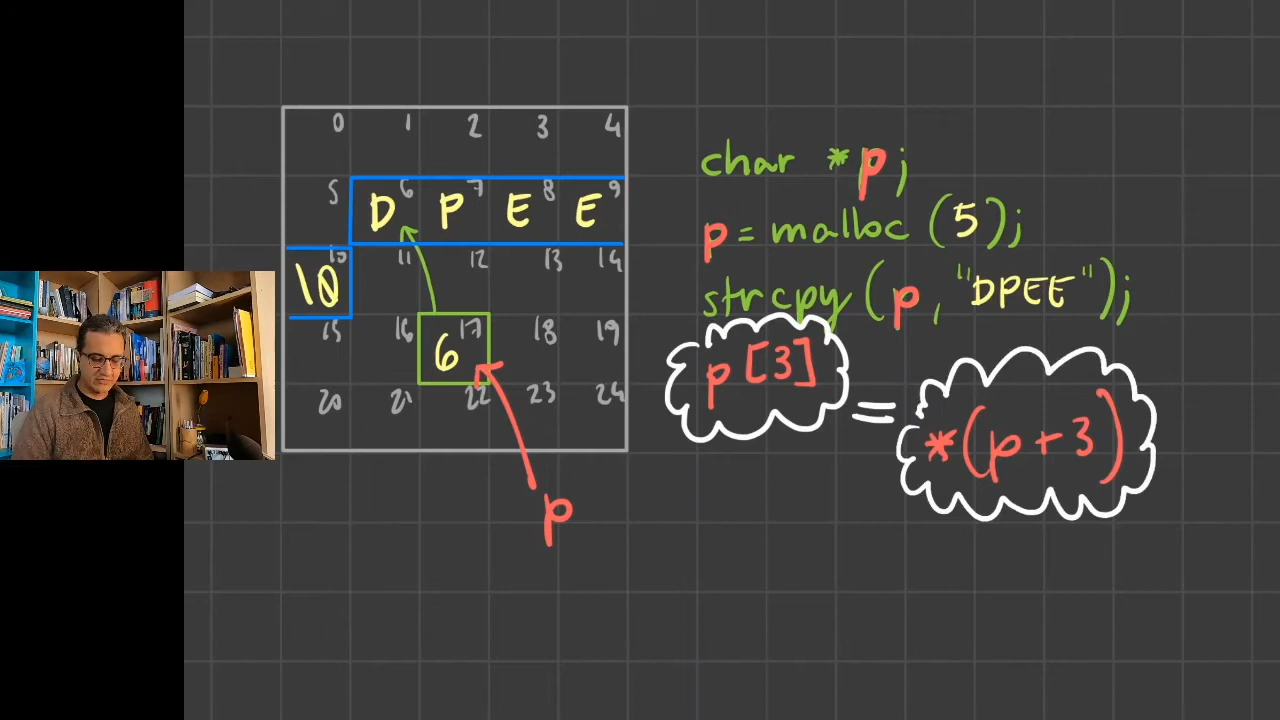 0 1 2 3 4
5 6 7 8 9
D P E E
10 11 12 13 14
\0
15 16 17 18 19
6
20 21 22 23 24
p
char *p;
p = malloc (5);
strcpy (p, "DPEE");
p[3]
=
*(p+3)